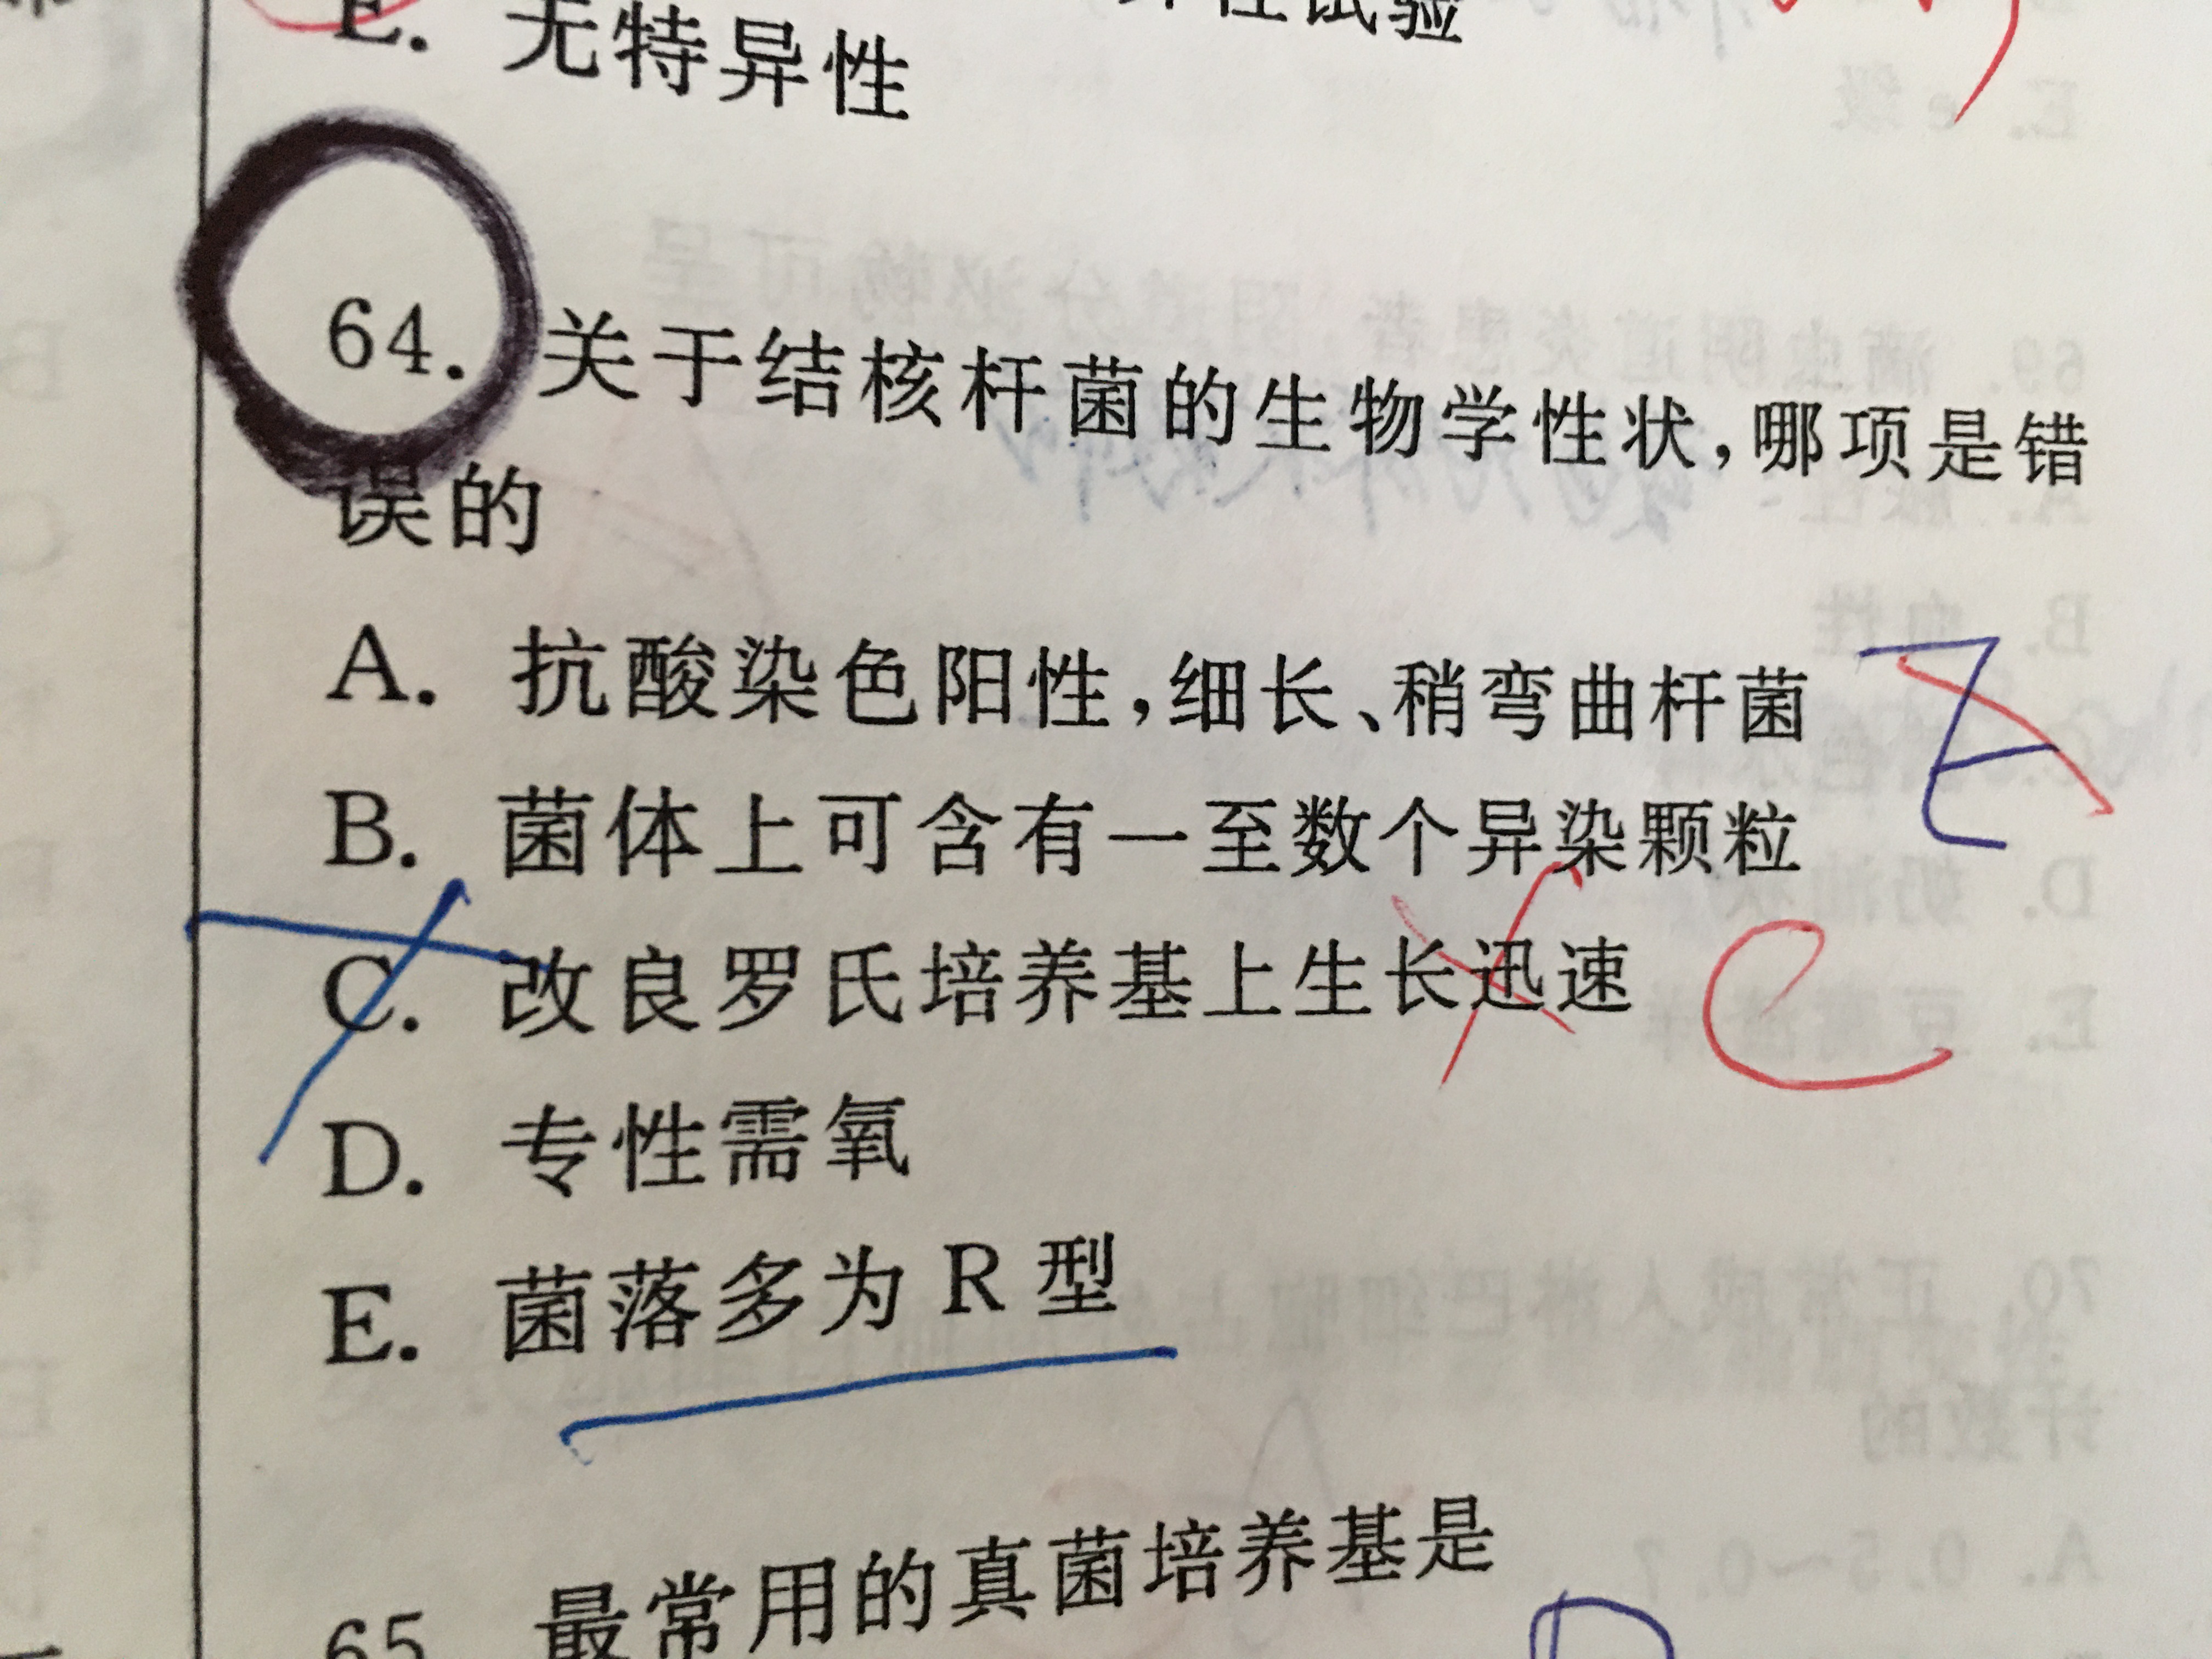 E. 无特异性
64. 关于结核杆菌的生物学性状,哪项是错
误的
A. 抗酸染色阳性,细长、稍弯曲杆菌
A
B. 菌体上可含有一至数个异染颗粒
C. 改良罗氏培养基上生长迅速
C
D. 专性需氧
E. 菌落多为 R 型
65 最常用的真菌培养基是